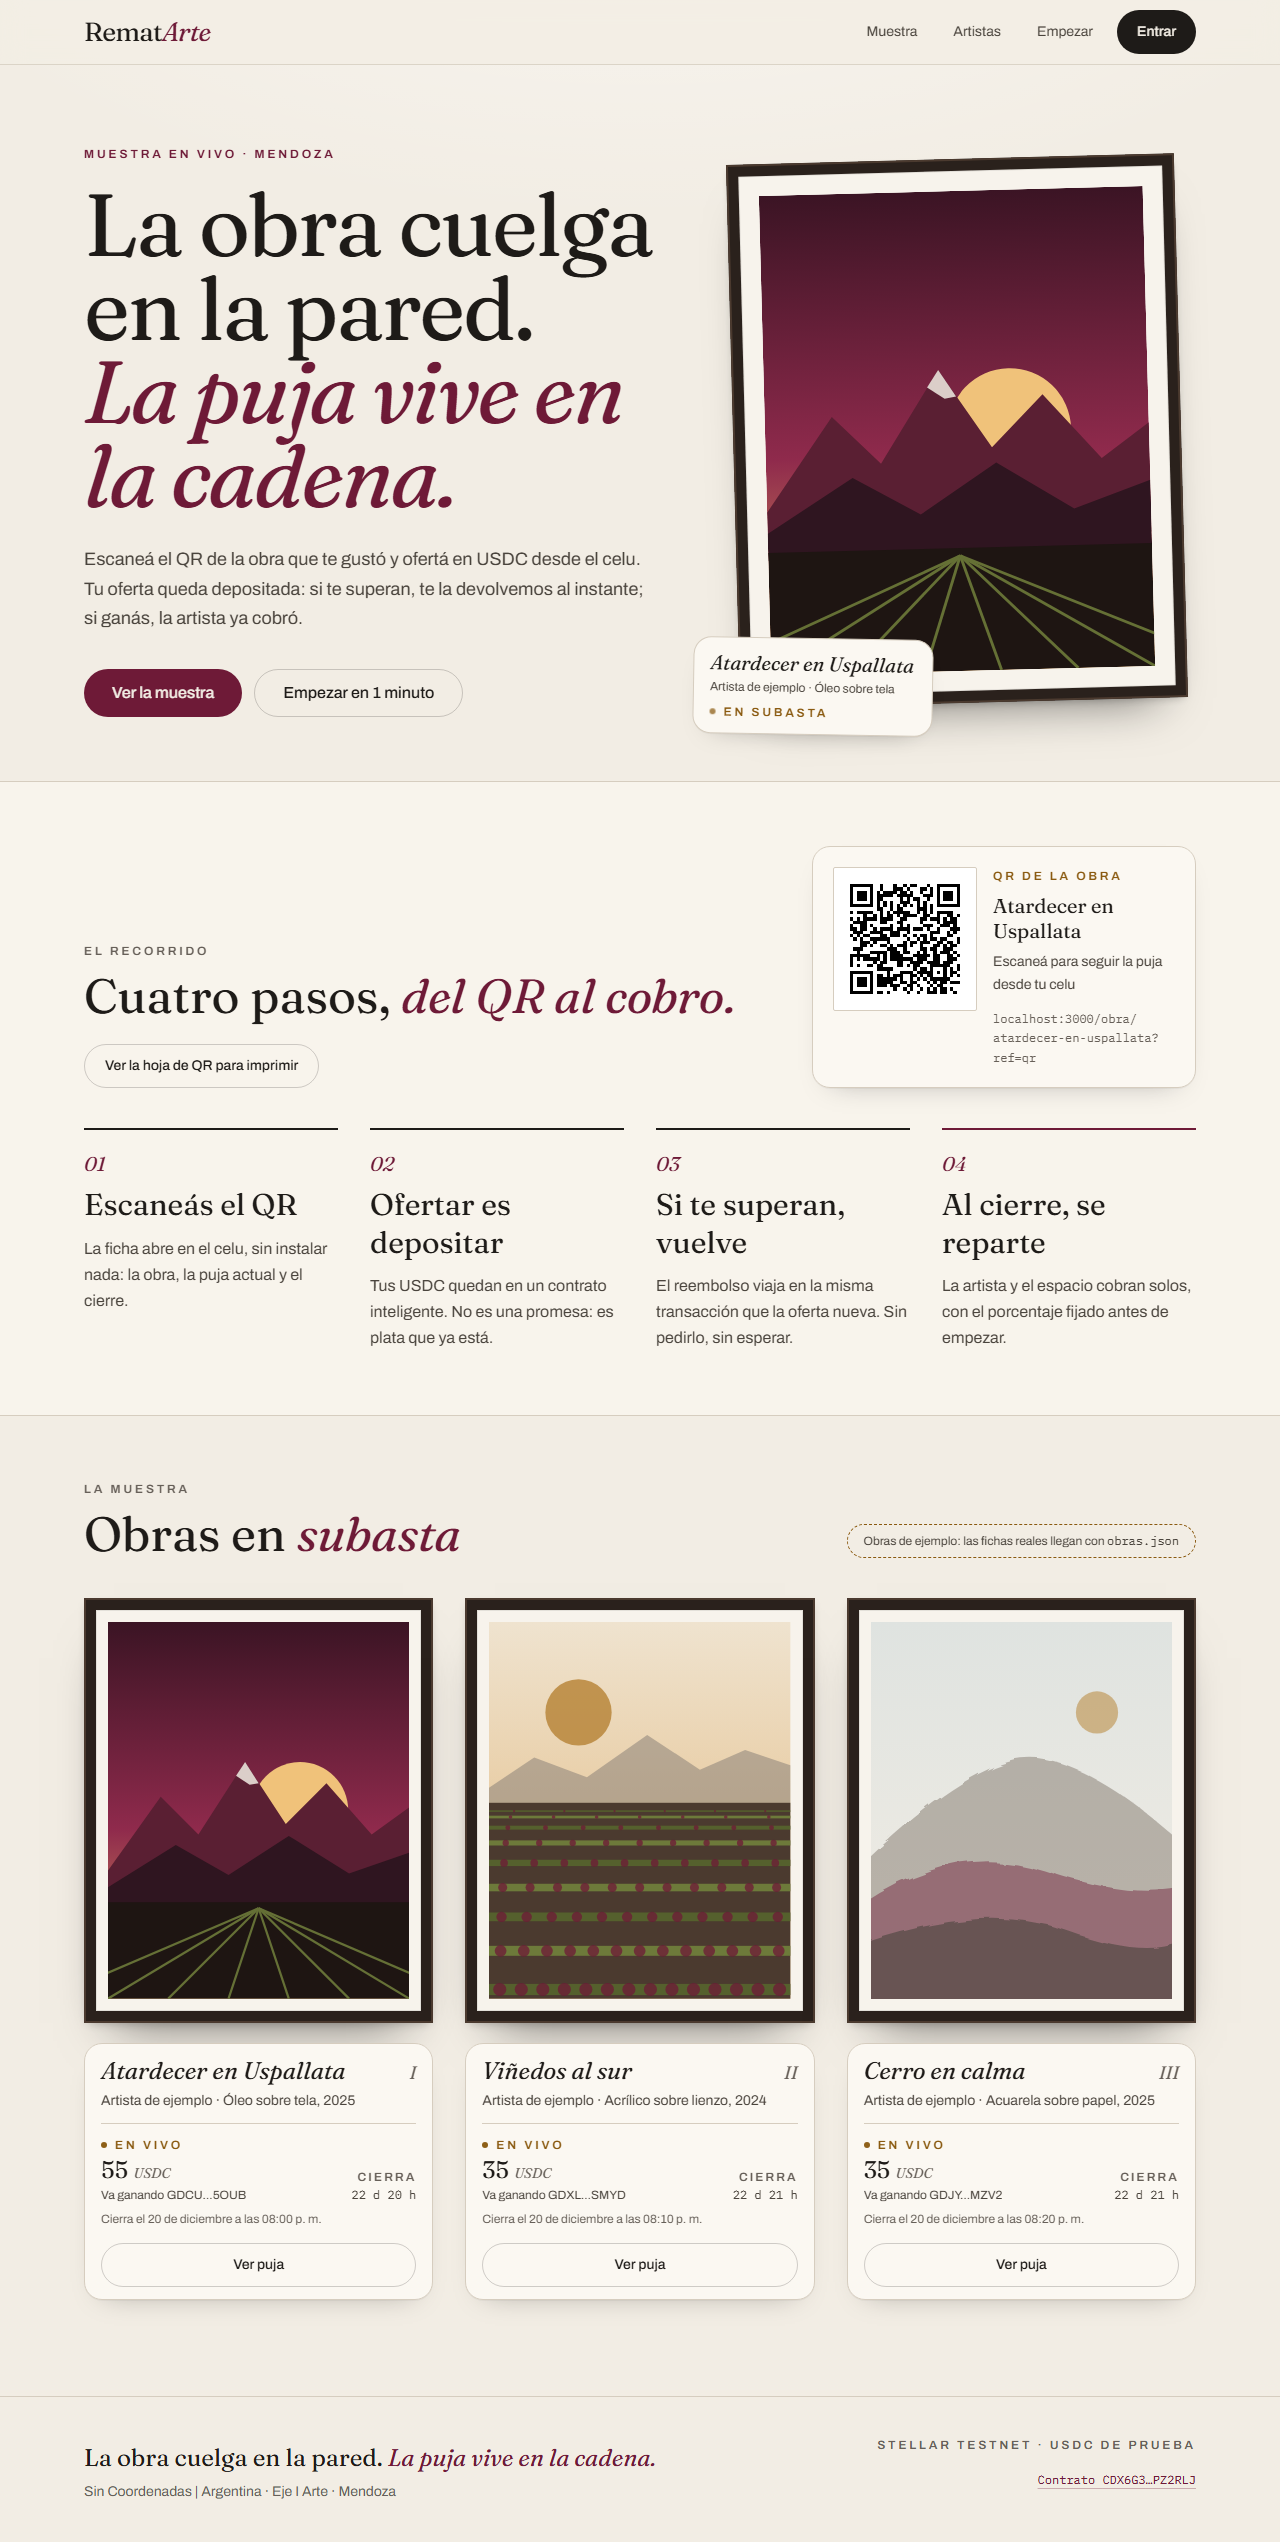 RematArte
Muestra
Artistas
Empezar
Entrar
MUESTRA EN VIVO · MENDOZA
La obra cuelga
en la pared.
La puja vive en
la cadena.
Escaneá el QR de la obra que te gustó y ofertá en USDC desde el celu.
Tu oferta queda depositada: si te superan, te la devolvemos al instante;
si ganás, la artista ya cobró.
Ver la muestra
Empezar en 1 minuto
Atardecer en Uspallata
Artista de ejemplo · Óleo sobre tela
EN SUBASTA
EL RECORRIDO
Cuatro pasos, del QR al cobro.
Ver la hoja de QR para imprimir
QR DE LA OBRA
Atardecer en
Uspallata
Escaneá para seguir la puja
desde tu celu
localhost:3000/obra/
atardecer-en-uspallata?
ref=qr
01
Escaneás el QR
La ficha abre en el celu, sin instalar
nada: la obra, la puja actual y el
cierre.
02
Ofertar es
depositar
Tus USDC quedan en un contrato
inteligente. No es una promesa: es
plata que ya está.
03
Si te superan,
vuelve
El reembolso viaja en la misma
transacción que la oferta nueva. Sin
pedirlo, sin esperar.
04
Al cierre, se
reparte
La artista y el espacio cobran solos,
con el porcentaje fijado antes de
empezar.
LA MUESTRA
Obras en subasta
Obras de ejemplo: las fichas reales llegan con obras.json
Atardecer en Uspallata
I
Artista de ejemplo · Óleo sobre tela, 2025
EN VIVO
55 USDC
CIERRA
Va ganando GDCU…5OUB
22 d 20 h
Cierra el 20 de diciembre a las 08:00 p. m.
Ver puja
Viñedos al sur
II
Artista de ejemplo · Acrílico sobre lienzo, 2024
EN VIVO
35 USDC
CIERRA
Va ganando GDXL…SMYD
22 d 21 h
Cierra el 20 de diciembre a las 08:10 p. m.
Ver puja
Cerro en calma
III
Artista de ejemplo · Acuarela sobre papel, 2025
EN VIVO
35 USDC
CIERRA
Va ganando GDJY…MZV2
22 d 21 h
Cierra el 20 de diciembre a las 08:20 p. m.
Ver puja
La obra cuelga en la pared. La puja vive en la cadena.
Sin Coordenadas | Argentina · Eje I Arte · Mendoza
STELLAR TESTNET · USDC DE PRUEBA
Contrato CDX6G3…PZ2RLJ